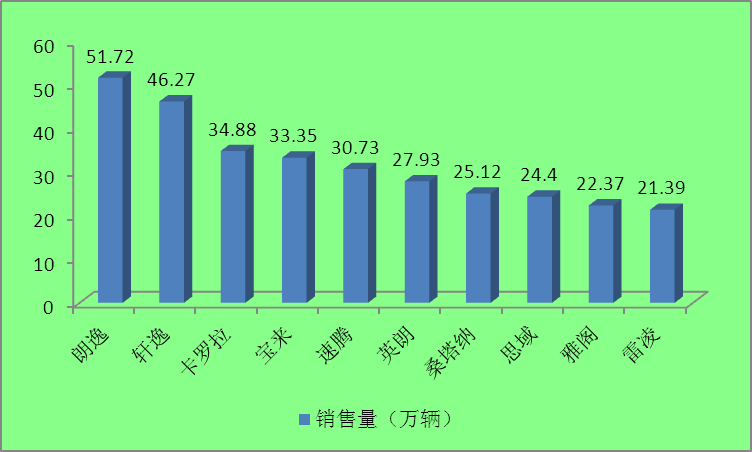 60
50
40
30
20
10
0
51.72
46.27
34.88
33.35
30.73
27.93
25.12
24.4
22.37
21.39
朗逸
轩逸
卡罗拉
宝来
速腾
英朗
桑塔纳
思域
雅阁
雷凌
销售量（万辆）